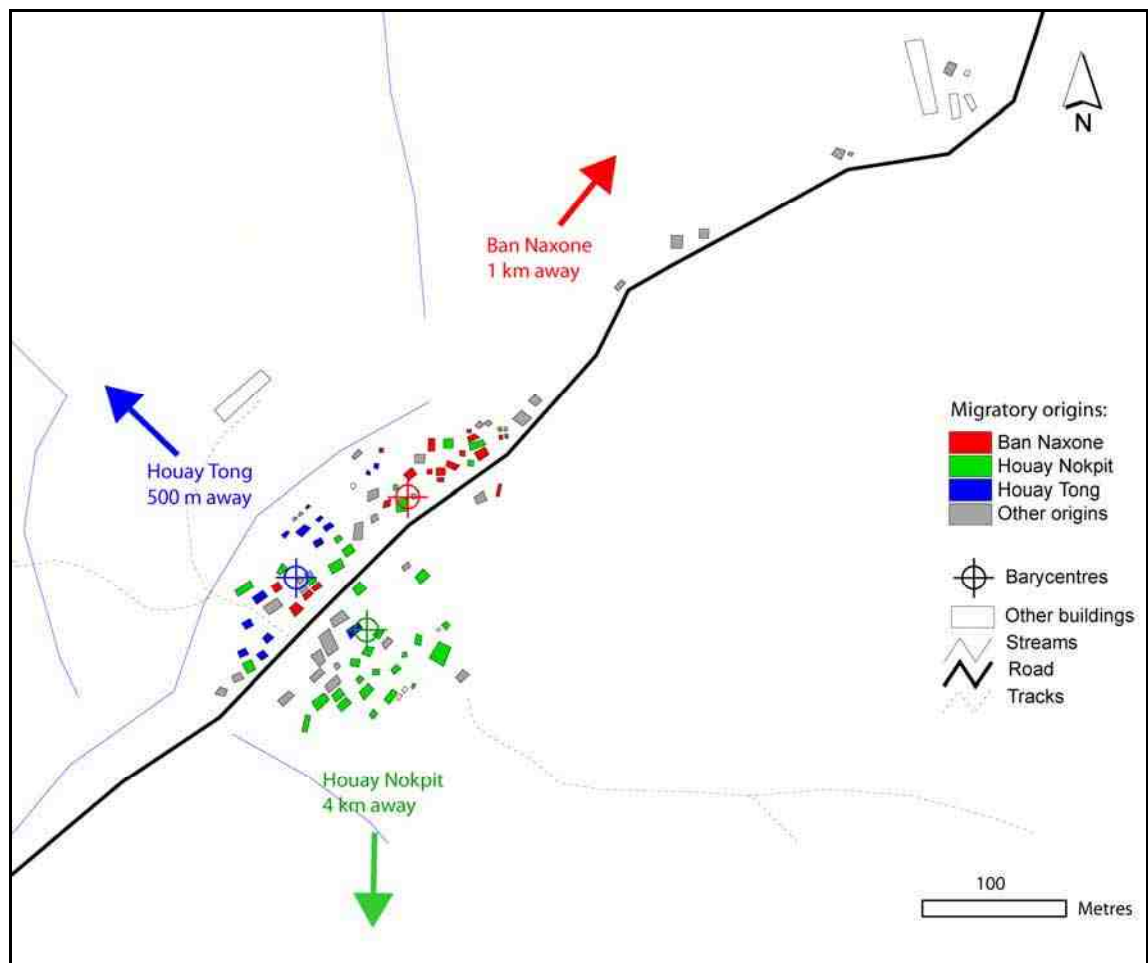 N
Ban Naxone
1 km away
Houay Tong
500 m away
Migratory origins:
Ban Naxone
Houay Nokpit
Houay Tong
Other origins
Barycentres
Other buildings
Streams
Road
Tracks
Houay Nokpit
4 km away
100
Metres